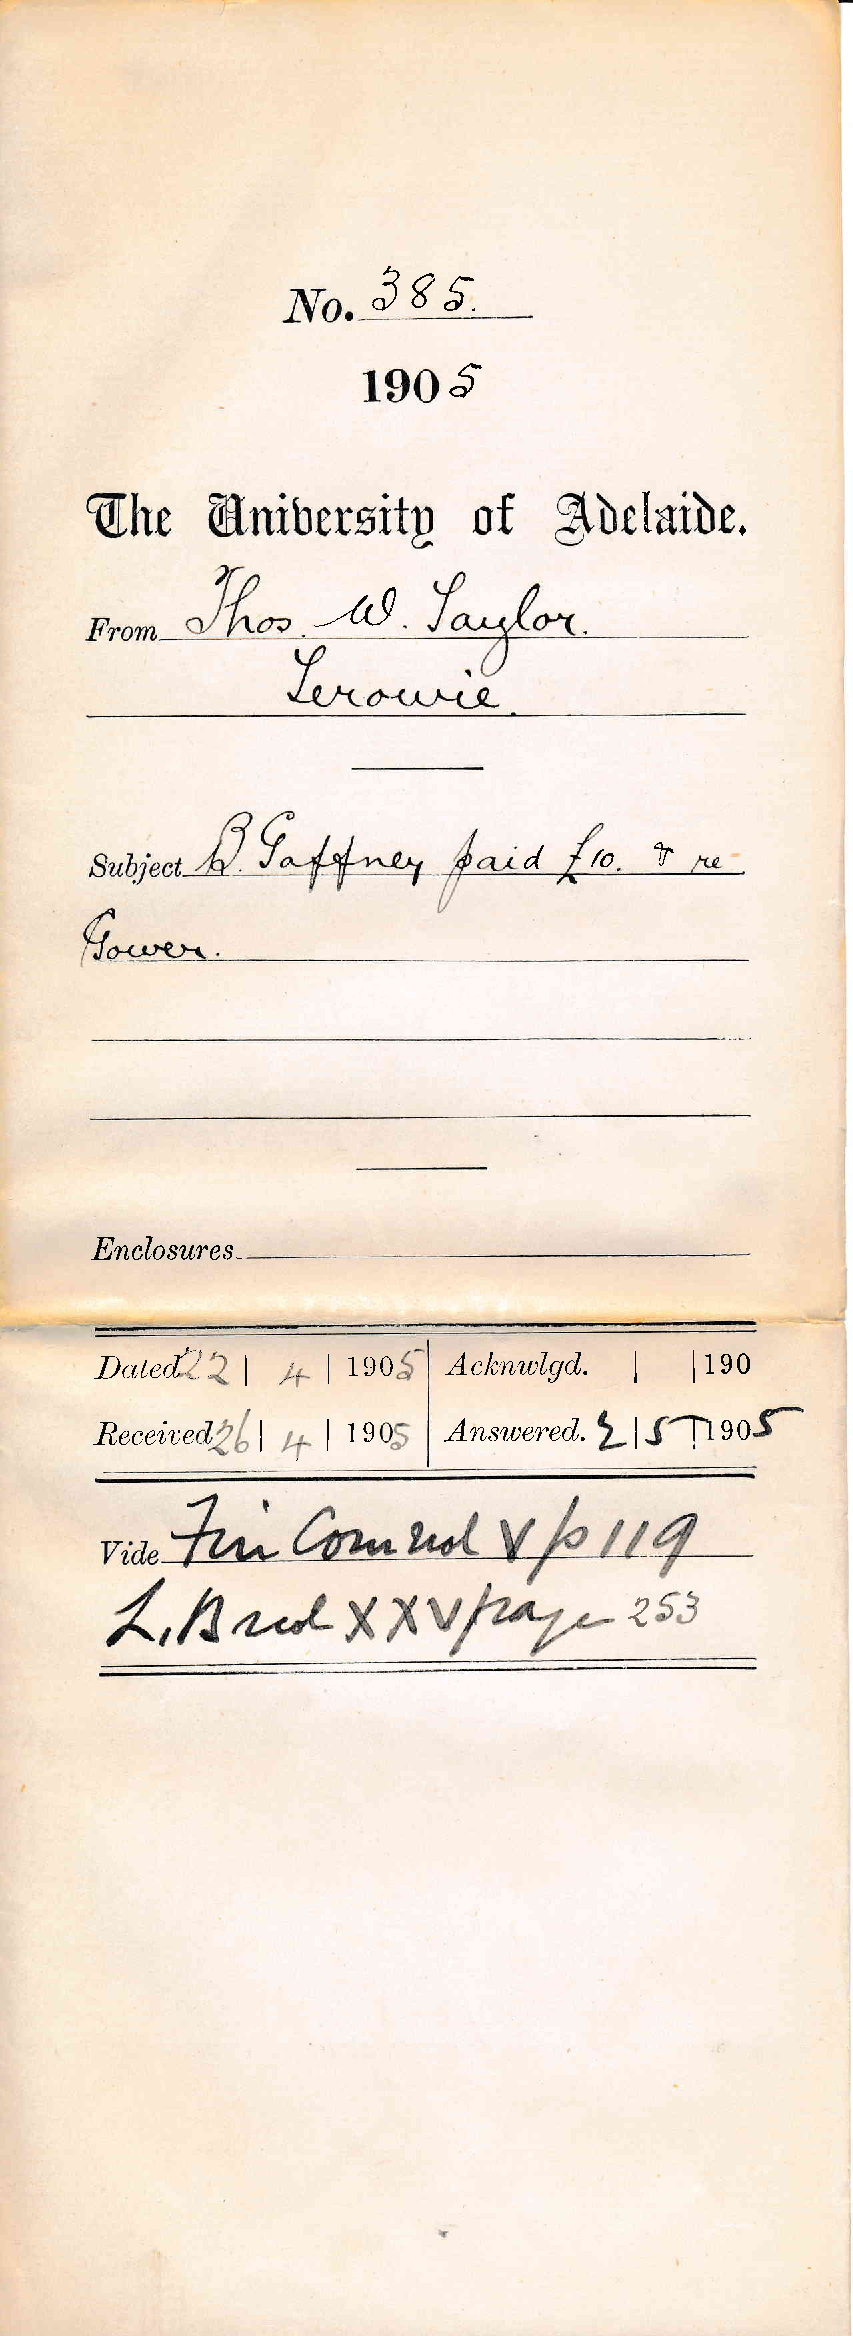 No. 385.
1905
The University of Adelaide.
From Thos. W. Taylor.
Terowie.
Subject B. Gaffney paid £10. & re
Gower.
Enclosures
Dated 22 | 4 | 1905 Acknwlgd. | | 190
Received 26 | 4 | 1905 Answered. 2 | 5 | 1905
Vide Fin Com vol V p 119
L.B vol XXV page 253